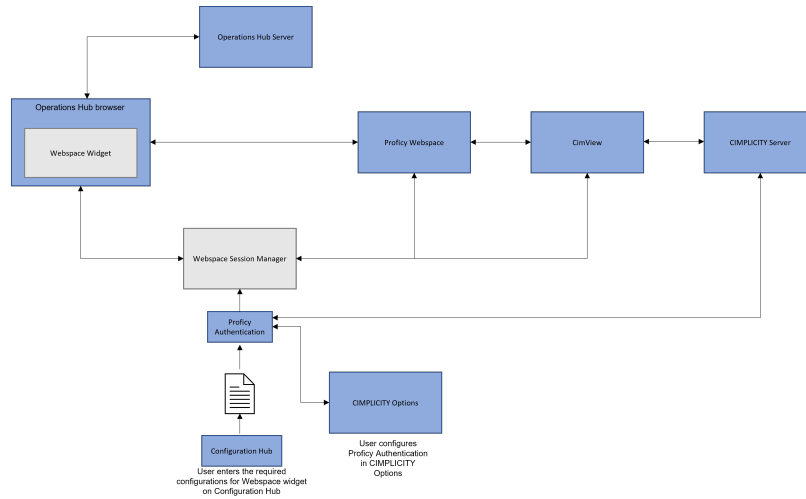 Operations Hub Server
Operations Hub browser
Webspace Widget
Proficy Webspace
CimView
CIMPLICITY Server
Webspace Session Manager
Proficy
Authentication
CIMPLICITY Options
User configures
Proficy Authentication
in CIMPLICITY
Options
Configuration Hub
User enters the required
configurations for Webspace widget
on Configuration Hub